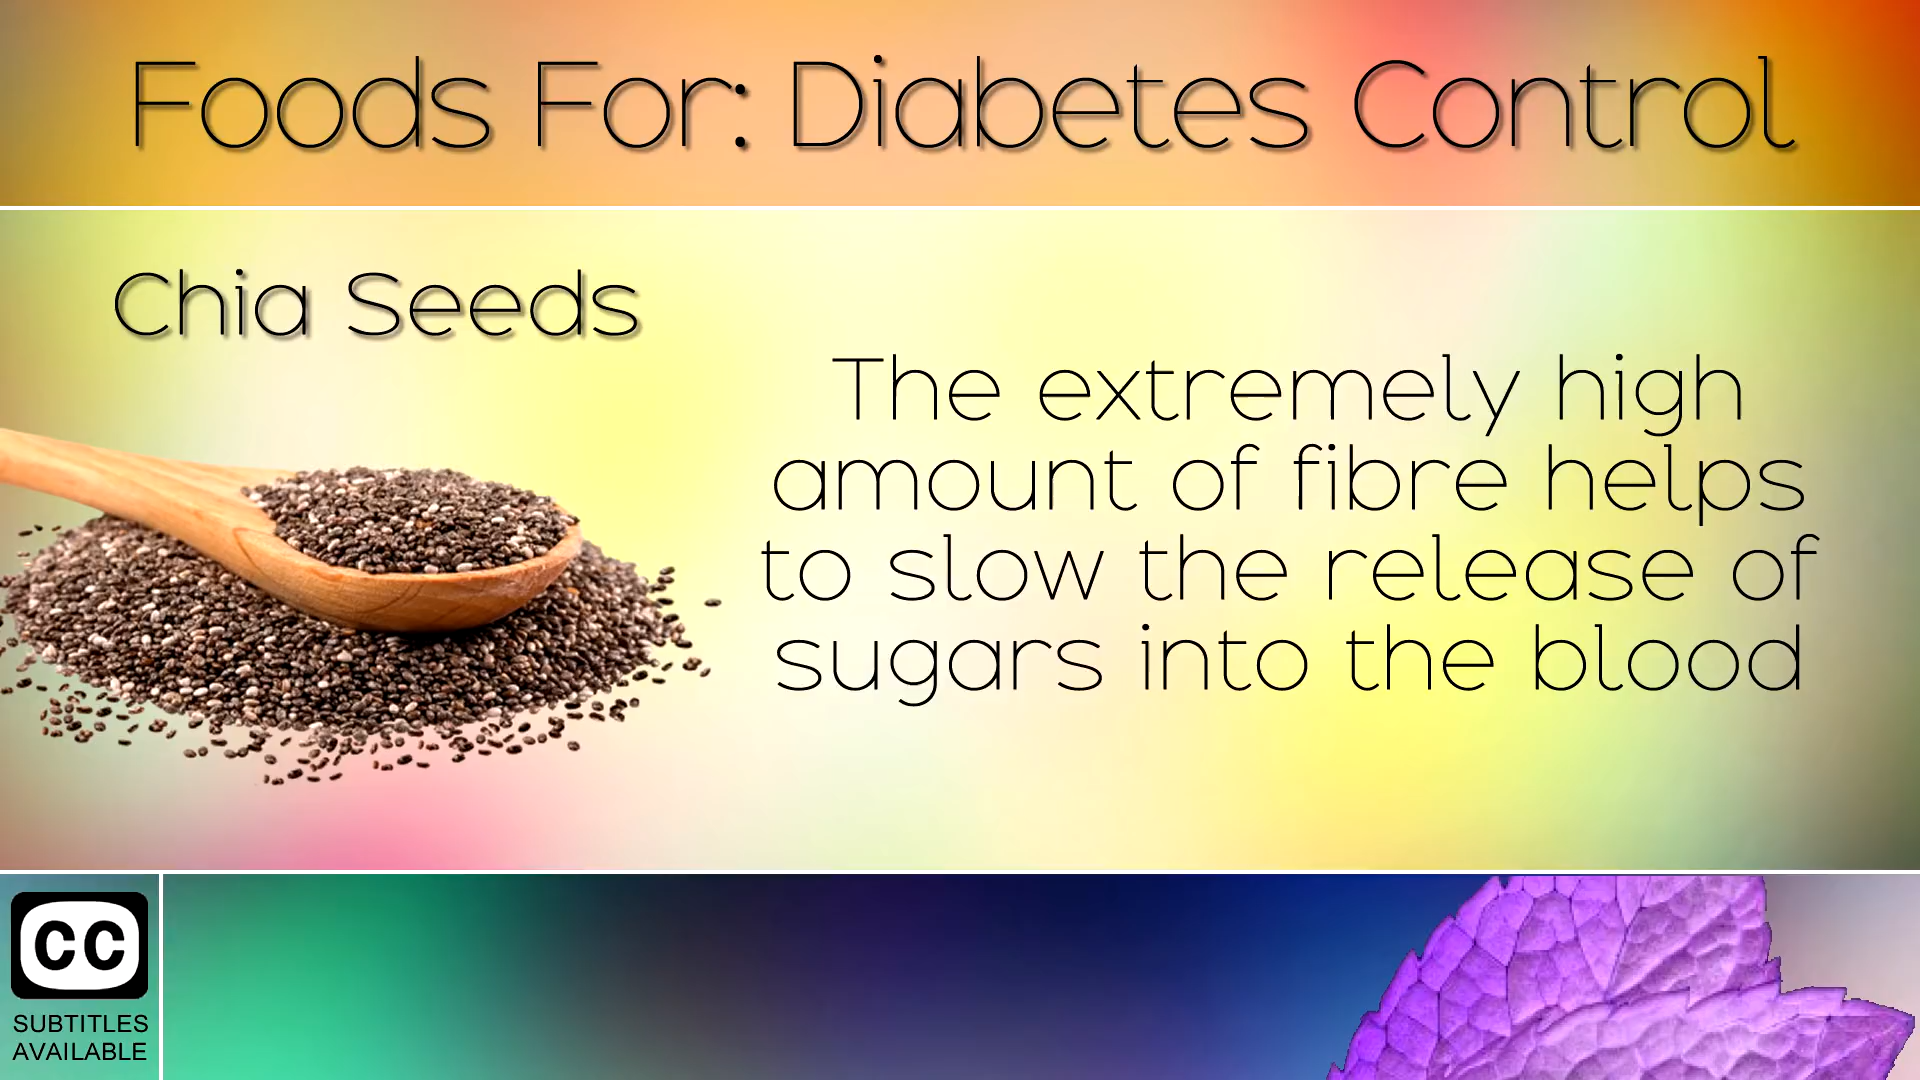 Foods For: Diabetes Control
Chia Seeds
The extremely high
amount of fibre helps
to slow the release of
sugars into the blood
CC
SUBTITLES
AVAILABLE